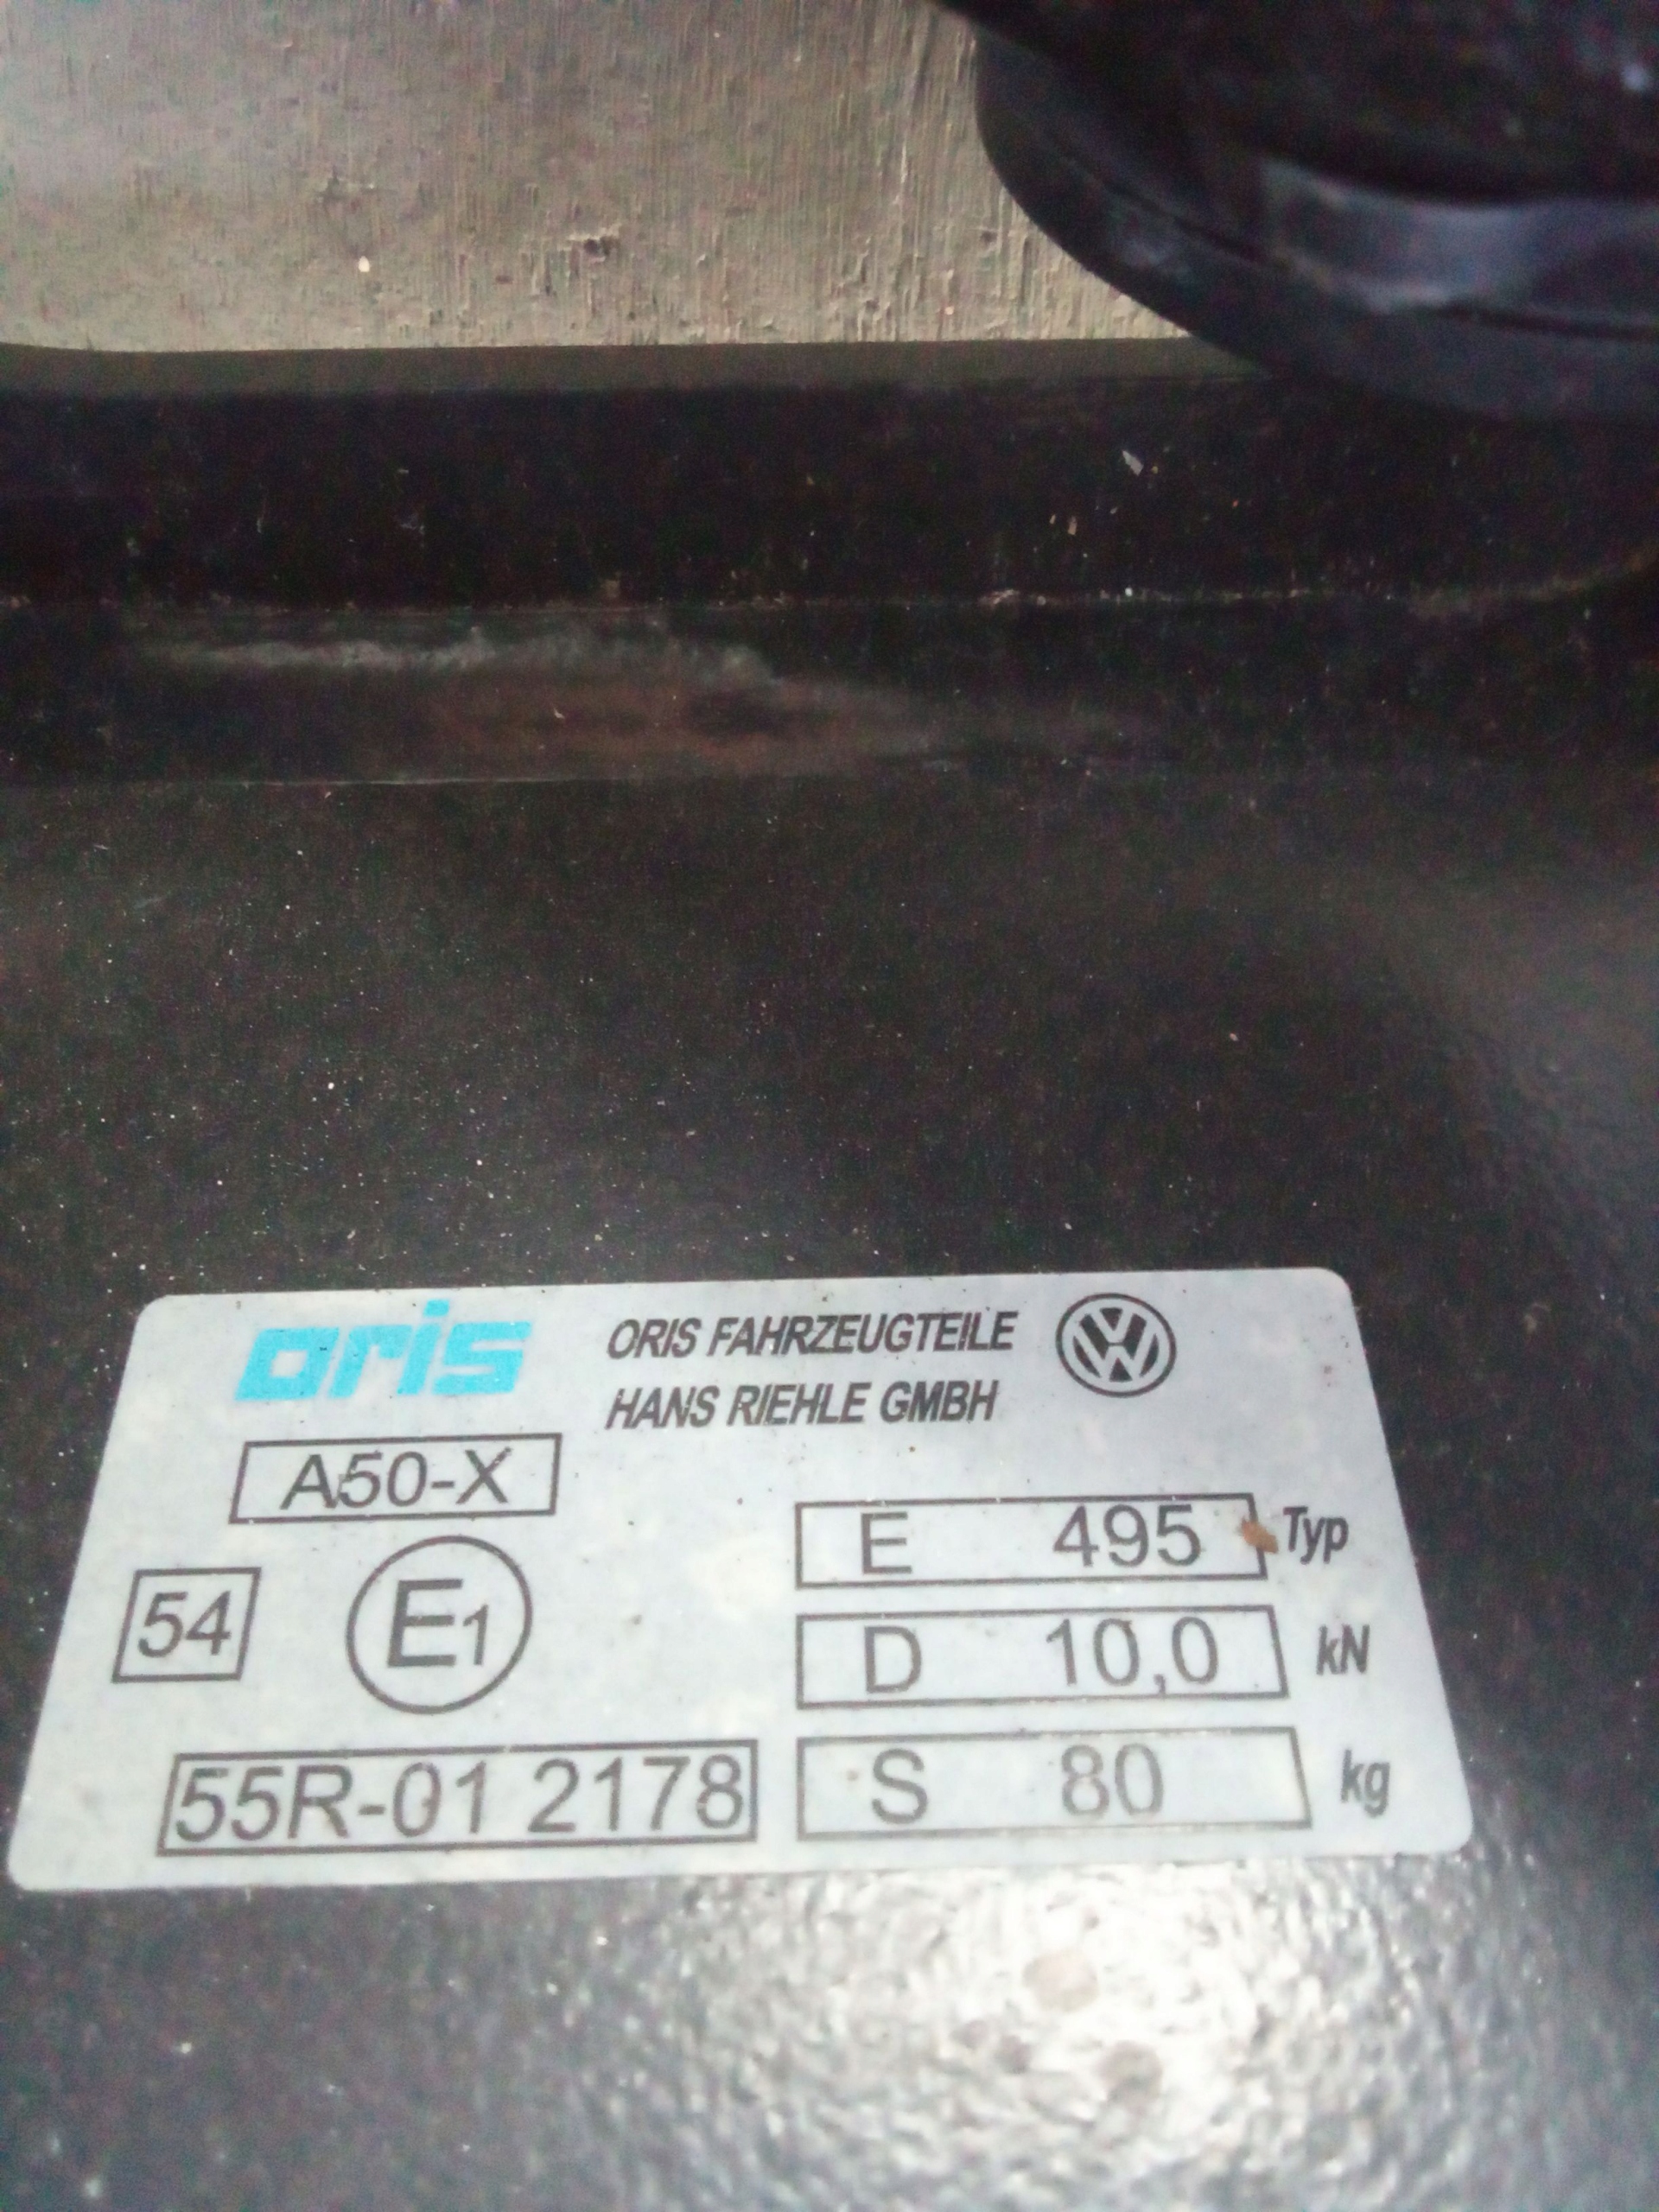 oris
ORIS FAHRZEUGTEILE
HANS RIEHLE GMBH
A50-X
E 495 Typ
54
E1
D 10,0 kN
55R-01 2178
S 80 kg